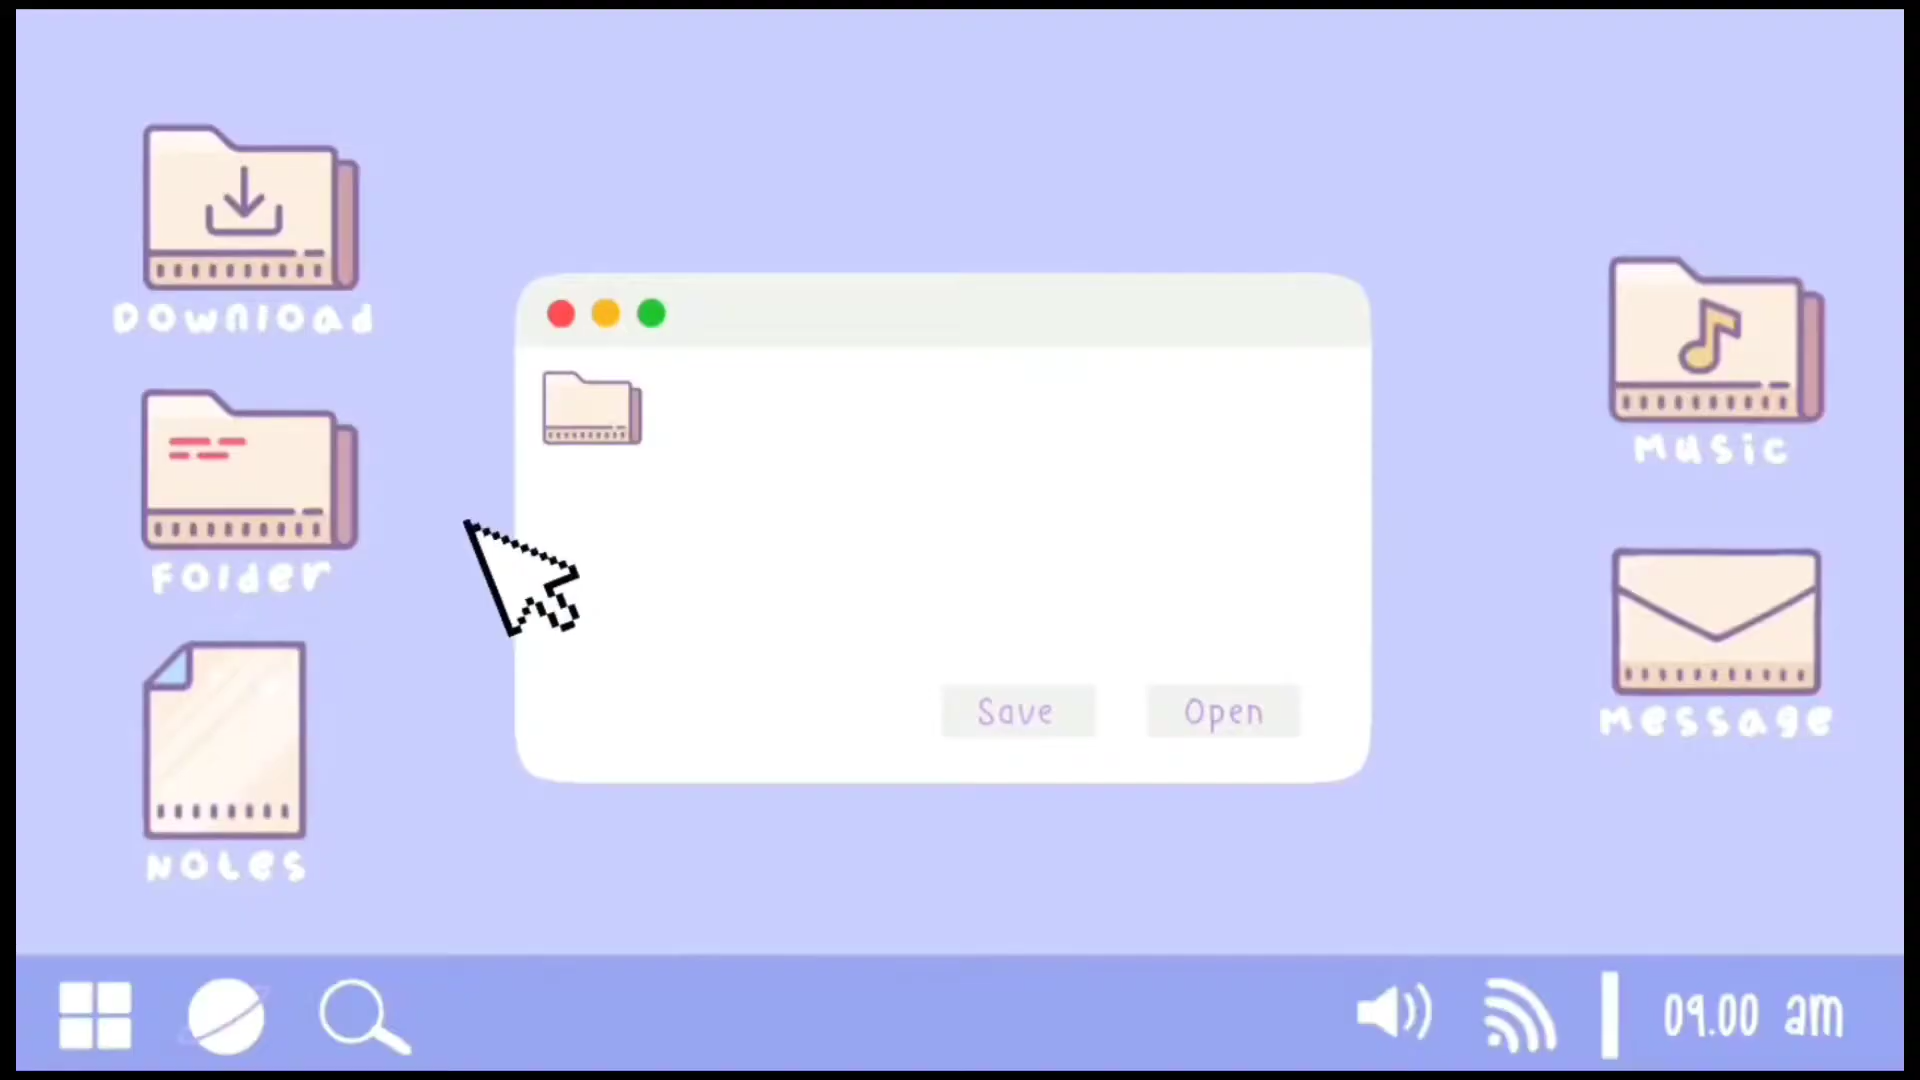 Download
Folder
Notes
Save
Open
Music
Message
09.00 am